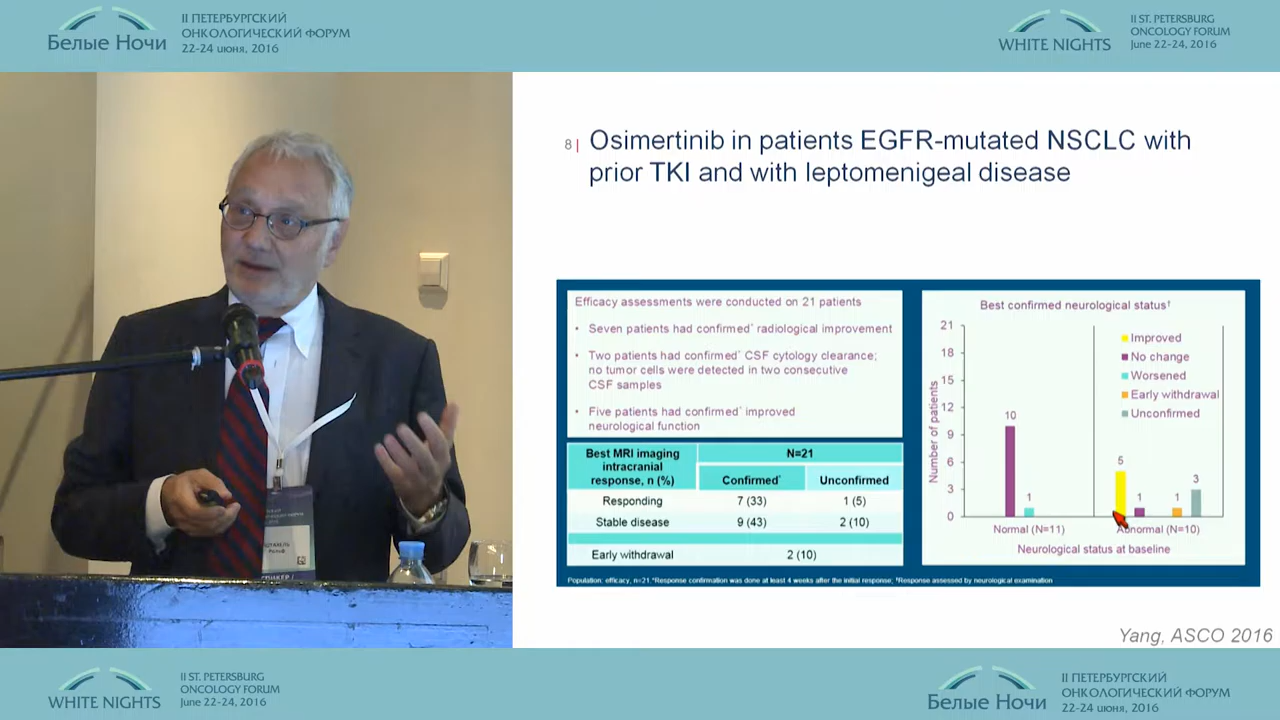 II ПЕТЕРБУРГСКИЙ
ОНКОЛОГИЧЕСКИЙ ФОРУМ
22-24 июня, 2016
Белые Ночи
II ST. PETERSBURG
ONCOLOGY FORUM
June 22-24, 2016
WHITE NIGHTS
8| Osimertinib in patients EGFR-mutated NSCLC with
prior TKI and with leptomenigeal disease
Efficacy assessments were conducted on 21 patients
• Seven patients had confirmed* radiological improvement
• Two patients had confirmed* CSF cytology clearance;
no tumor cells were detected in two consecutive
CSF samples
• Five patients had confirmed* improved
neurological function
Best MRI imaging
intracranial
response, n (%)
N=21
Confirmed*
Unconfirmed
Responding 7 (33) 1 (5)
Stable disease 9 (43) 2 (10)
Early withdrawal 2 (10)
Best confirmed neurological status†
Number of patients
21
18
15
12
9
6
3
0
Improved
No change
Worsened
Early withdrawal
Unconfirmed
10
1
5
1
1
3
Normal (N=11)
Abnormal (N=10)
Neurological status at baseline
Population: efficacy, n=21. *Response confirmation was done at least 4 weeks after the initial response; †Response assessed by neurological examination
Yang, ASCO 2016
WHITE NIGHTS
II ST. PETERSBURG
ONCOLOGY FORUM
June 22-24, 2016
Белые Ночи
II ПЕТЕРБУРГСКИЙ
ОНКОЛОГИЧЕСКИЙ ФОРУМ
22-24 июня, 2016